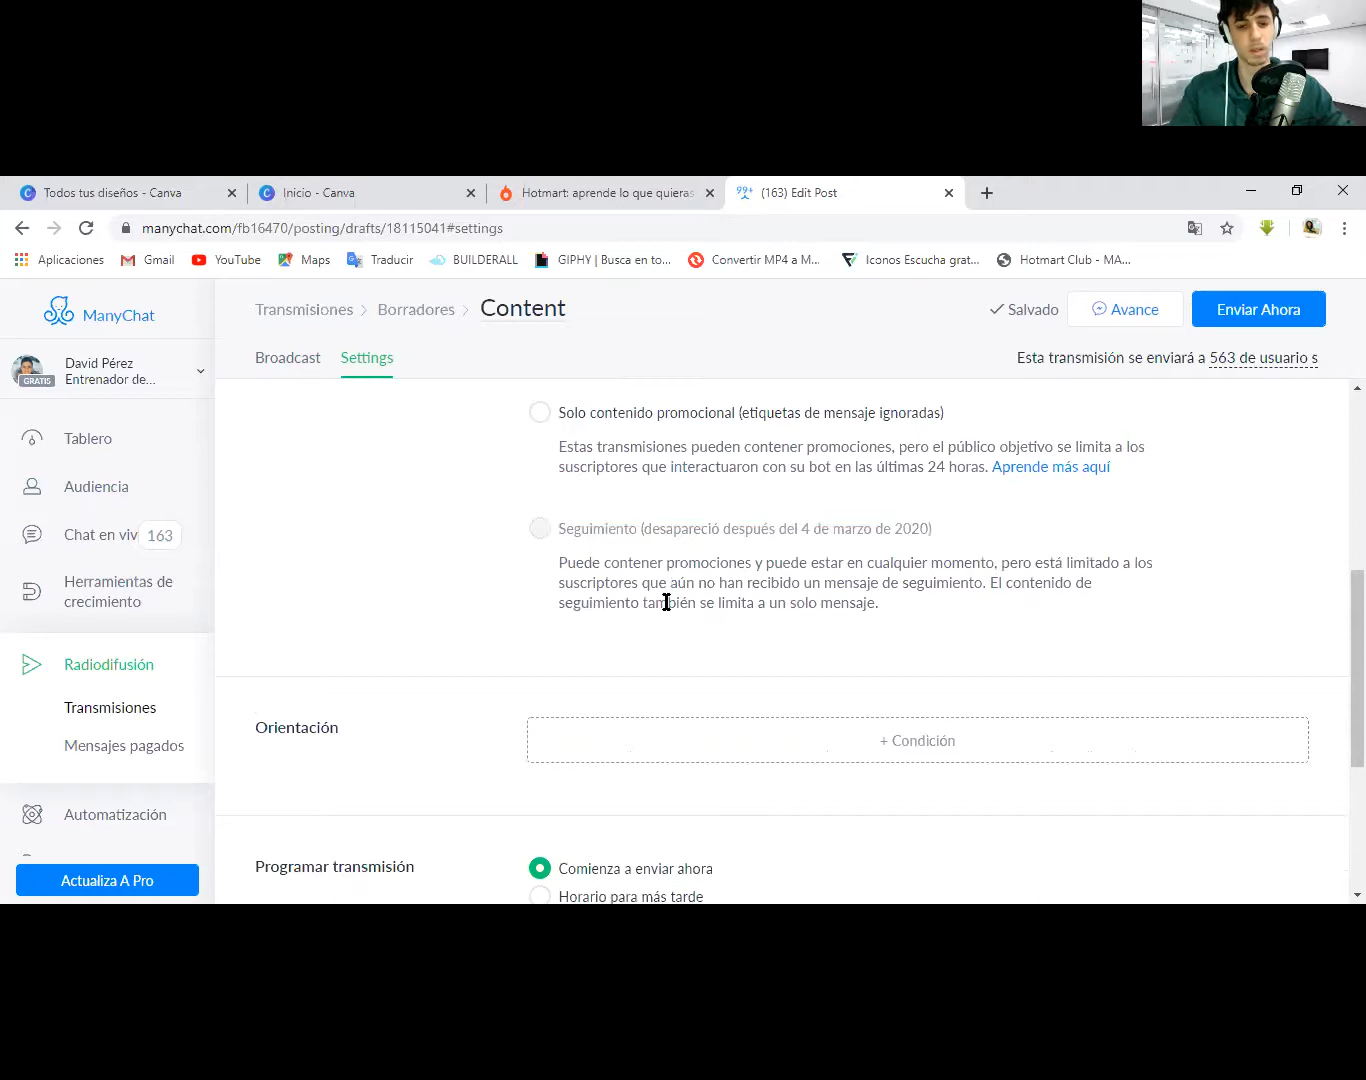 Todos tus diseños - Canva
Inicio - Canva
Hotmart: aprende lo que quieras
99+
(163) Edit Post
manychat.com/fb16470/posting/drafts/18115041#settings
Aplicaciones
Gmail
YouTube
Maps
Traducir
BUILDERALL
GIPHY | Busca en to...
Convertir MP4 a M...
Iconos Escucha grat...
Hotmart Club - MA...
ManyChat
Transmisiones
Borradores
Content
Salvado
Avance
Enviar Ahora
David Pérez
Entrenador de...
GRATIS
Broadcast
Settings
Esta transmisión se enviará a 563 de usuario s
Tablero
Audiencia
Chat en viv
163
Herramientas de
crecimiento
Radiodifusión
Transmisiones
Mensajes pagados
Automatización
Actualiza A Pro
Solo contenido promocional (etiquetas de mensaje ignoradas)
Estas transmisiones pueden contener promociones, pero el público objetivo se limita a los
suscriptores que interactuaron con su bot en las últimas 24 horas. Aprende más aquí
Seguimiento (desapareció después del 4 de marzo de 2020)
Puede contener promociones y puede estar en cualquier momento, pero está limitado a los
suscriptores que aún no han recibido un mensaje de seguimiento. El contenido de
seguimiento también se limita a un solo mensaje.
Orientación
+ Condición
Programar transmisión
Comienza a enviar ahora
Horario para más tarde